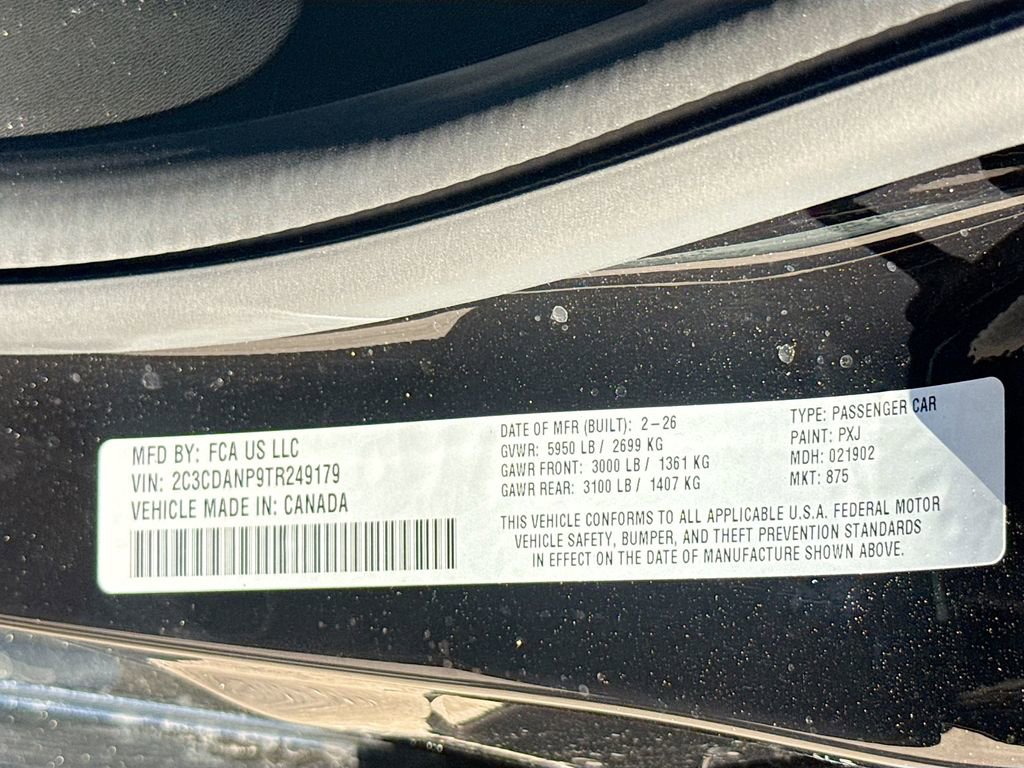 MFD BY: FCA US LLC
VIN: 2C3CDANP9TR249179
VEHICLE MADE IN: CANADA
DATE OF MFR (BUILT): 2-26
GVWR: 5950 LB / 2699 KG
GAWR FRONT: 3000 LB / 1361 KG
GAWR REAR: 3100 LB / 1407 KG
TYPE: PASSENGER CAR
PAINT: PXJ
MDH: 021902
MKT: 875
THIS VEHICLE CONFORMS TO ALL APPLICABLE U.S.A. FEDERAL MOTOR
VEHICLE SAFETY, BUMPER, AND THEFT PREVENTION STANDARDS
IN EFFECT ON THE DATE OF MANUFACTURE SHOWN ABOVE.